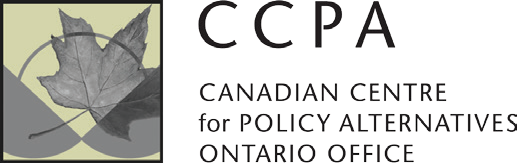 CCPA
CANADIAN CENTRE
for POLICY ALTERNATIVES
ONTARIO OFFICE